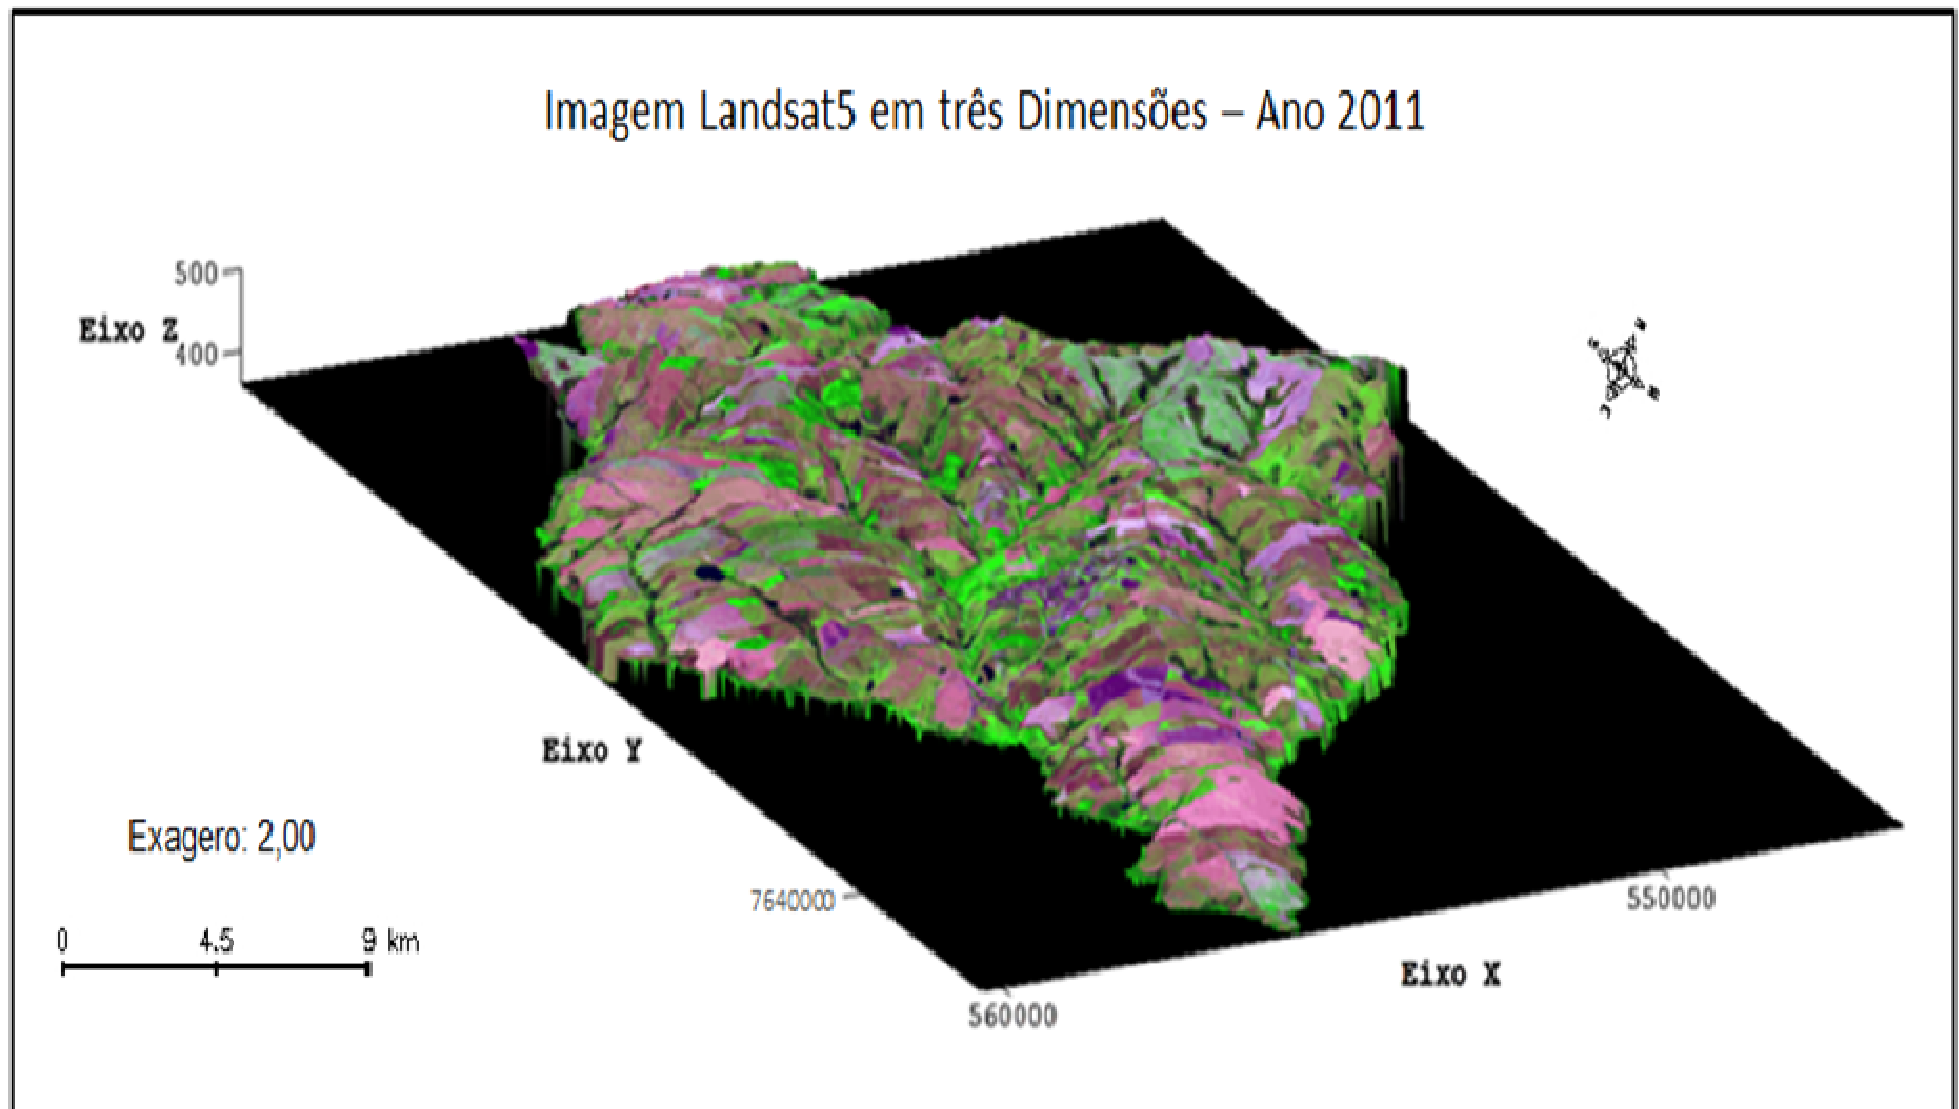 Imagem Landsat5 em três Dimensões – Ano 2011
500
Eixo Z
400
Eixo Y
Exagero: 2,00
7640000
550000
0 4.5 9 km
Eixo X
560000